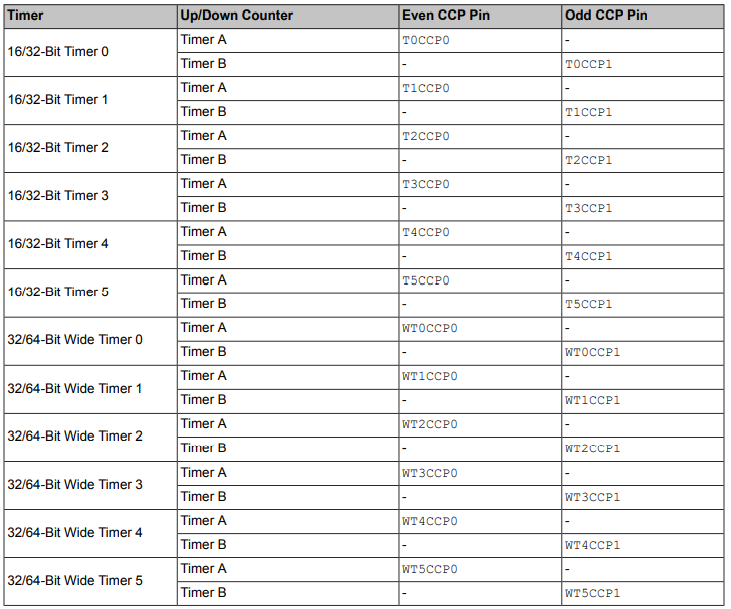 Timer Up/Down Counter Even CCP Pin Odd CCP Pin
16/32-Bit Timer 0 Timer A T0CCP0 -
Timer B - T0CCP1
16/32-Bit Timer 1 Timer A T1CCP0 -
Timer B - T1CCP1
16/32-Bit Timer 2 Timer A T2CCP0 -
Timer B - T2CCP1
16/32-Bit Timer 3 Timer A T3CCP0 -
Timer B - T3CCP1
16/32-Bit Timer 4 Timer A T4CCP0 -
Timer B - T4CCP1
16/32-Bit Timer 5 Timer A T5CCP0 -
Timer B - T5CCP1
32/64-Bit Wide Timer 0 Timer A WT0CCP0 -
Timer B - WT0CCP1
32/64-Bit Wide Timer 1 Timer A WT1CCP0 -
Timer B - WT1CCP1
32/64-Bit Wide Timer 2 Timer A WT2CCP0 -
Timer B - WT2CCP1
32/64-Bit Wide Timer 3 Timer A WT3CCP0 -
Timer B - WT3CCP1
32/64-Bit Wide Timer 4 Timer A WT4CCP0 -
Timer B - WT4CCP1
32/64-Bit Wide Timer 5 Timer A WT5CCP0 -
Timer B - WT5CCP1